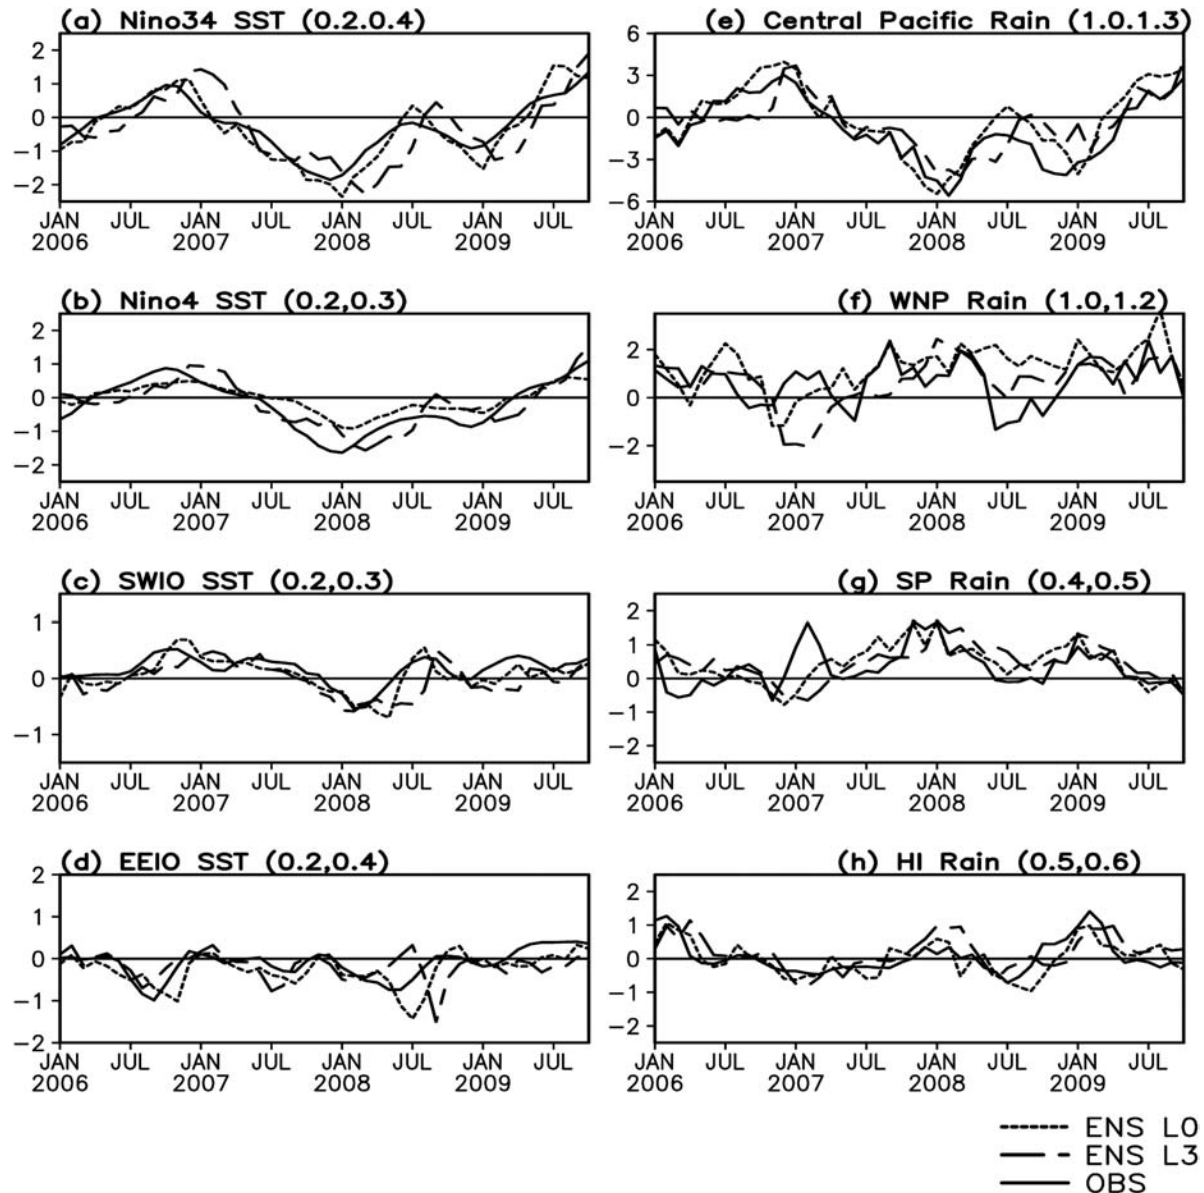 (a) Nino34 SST (0.2.0.4)
2
1
0
−1
−2
JAN JUL JAN JUL JAN JUL JAN JUL
2006 2007 2008 2009
(b) Nino4 SST (0.2,0.3)
2
1
0
−1
−2
JAN JUL JAN JUL JAN JUL JAN JUL
2006 2007 2008 2009
(c) SWIO SST (0.2,0.3)
1
0
−1
JAN JUL JAN JUL JAN JUL JAN JUL
2006 2007 2008 2009
(d) EEIO SST (0.2,0.4)
2
1
0
−1
−2
JAN JUL JAN JUL JAN JUL JAN JUL
2006 2007 2008 2009
(e) Central Pacific Rain (1.0.1.3)
6
3
0
−3
−6
JAN JUL JAN JUL JAN JUL JAN JUL
2006 2007 2008 2009
(f) WNP Rain (1.0,1.2)
2
0
−2
JAN JUL JAN JUL JAN JUL JAN JUL
2006 2007 2008 2009
(g) SP Rain (0.4,0.5)
2
1
0
−1
−2
JAN JUL JAN JUL JAN JUL JAN JUL
2006 2007 2008 2009
(h) HI Rain (0.5,0.6)
2
1
0
−1
−2
JAN JUL JAN JUL JAN JUL JAN JUL
2006 2007 2008 2009
ENS L0
ENS L3
OBS